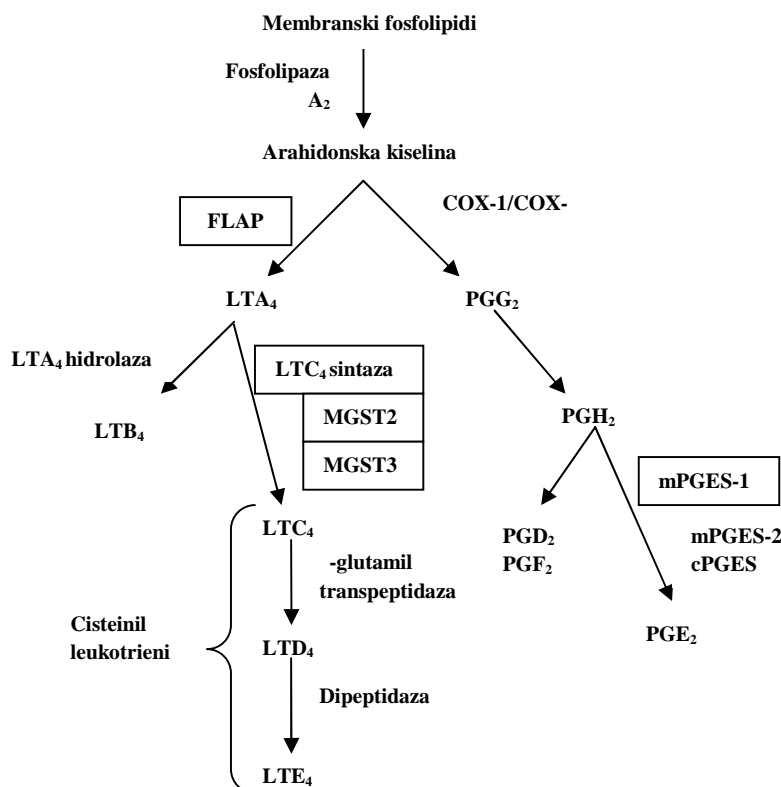 Membranski fosfolipidi
Fosfolipaza
A₂
Arahidonska kiselina
FLAP
COX-1/COX-
LTA₄
PGG₂
LTA₄ hidrolaza
LTC₄ sintaza
MGST2
MGST3
LTB₄
PGH₂
mPGES-1
LTC₄
PGD₂
PGF₂
mPGES-2
cPGES
-glutamil
transpeptidaza
Cisteinil
leukotrieni
LTD₄
PGE₂
Dipeptidaza
LTE₄